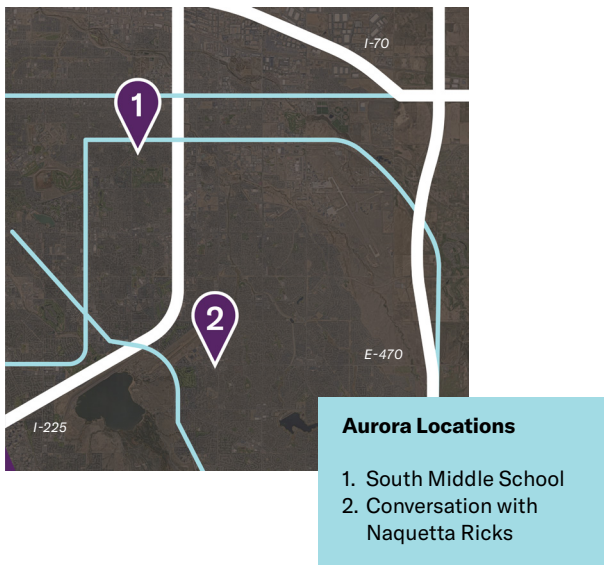 I-70
1
2
E-470
I-225
Aurora Locations
1. South Middle School
2. Conversation with
Naquetta Ricks